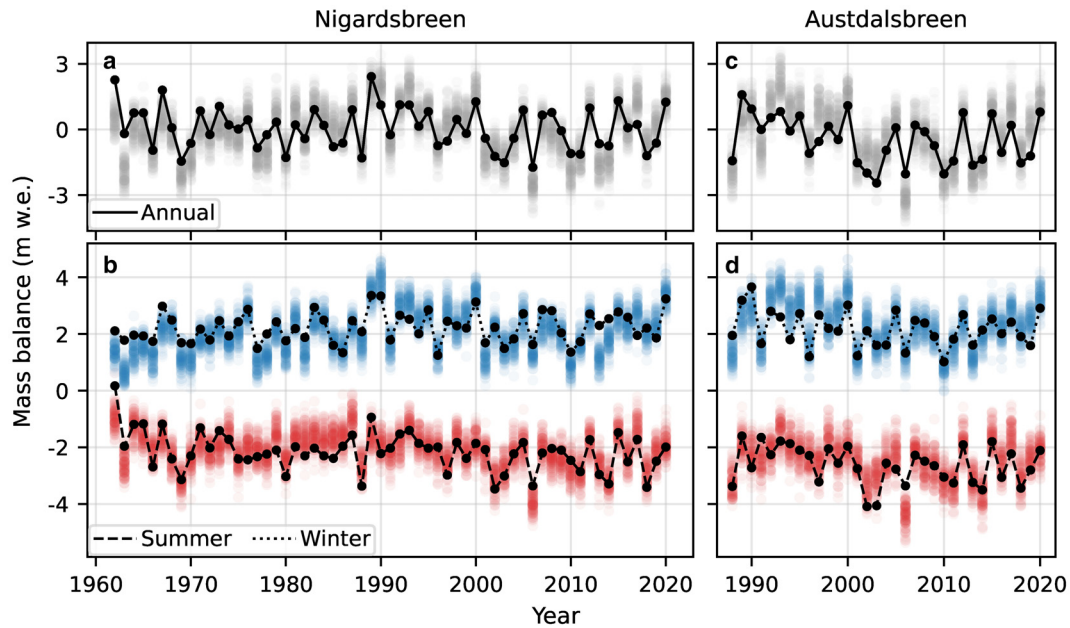 Nigardsbreen
Austdalsbreen
a
c
3
0
-3
Annual
Mass balance (m w.e.)
b
d
4
2
0
-2
-4
Summer
Winter
1960
1970
1980
1990
2000
2010
2020
1990
2000
2010
2020
Year